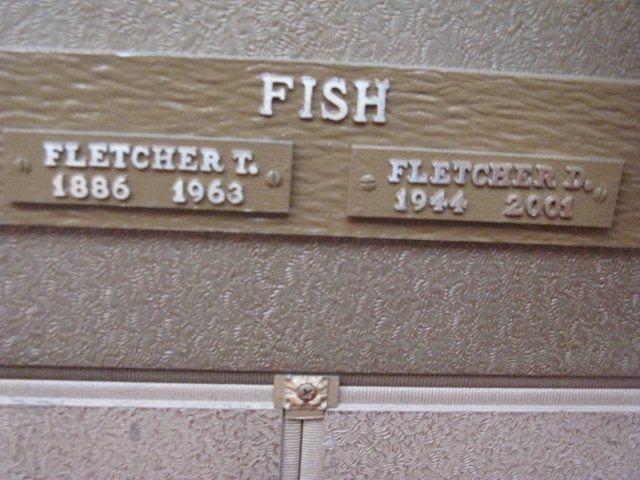 FISH
FLETCHER T.
1886 1963
FLETCHER D.
1944 2001